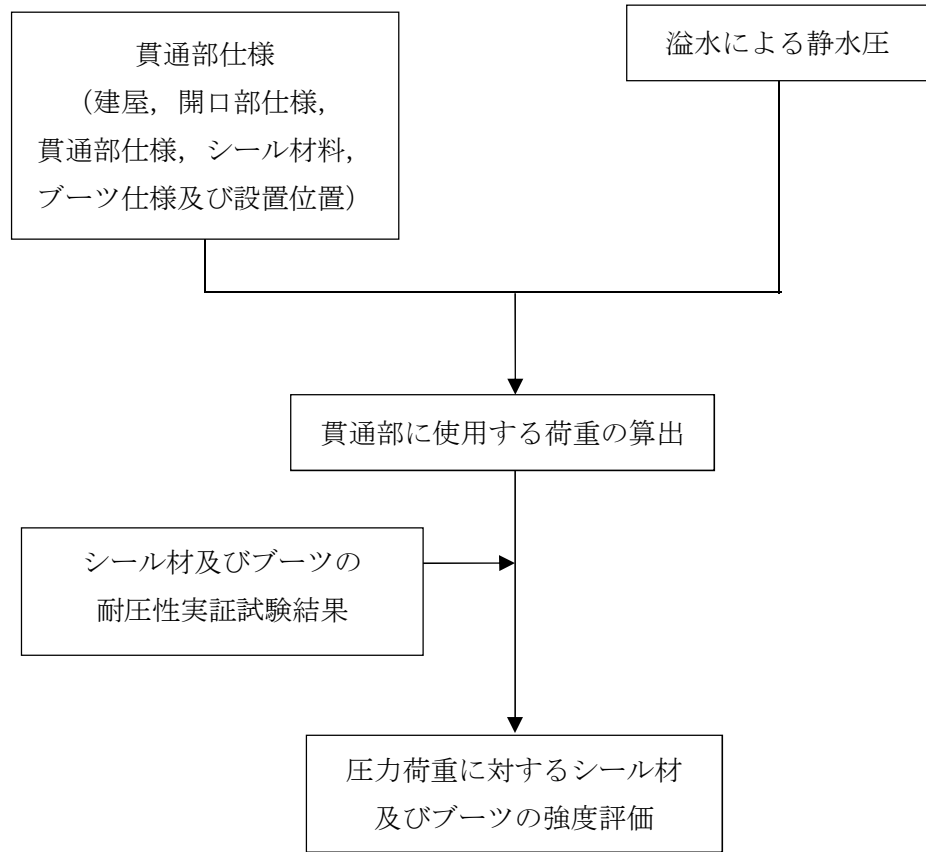 貫通部仕様
（建屋，開口部仕様，
貫通部仕様，シール材料，
ブーツ仕様及び設置位置）
溢水による静水圧
貫通部に使用する荷重の算出
シール材及びブーツの
耐圧性実証試験結果
圧力荷重に対するシール材
及びブーツの強度評価